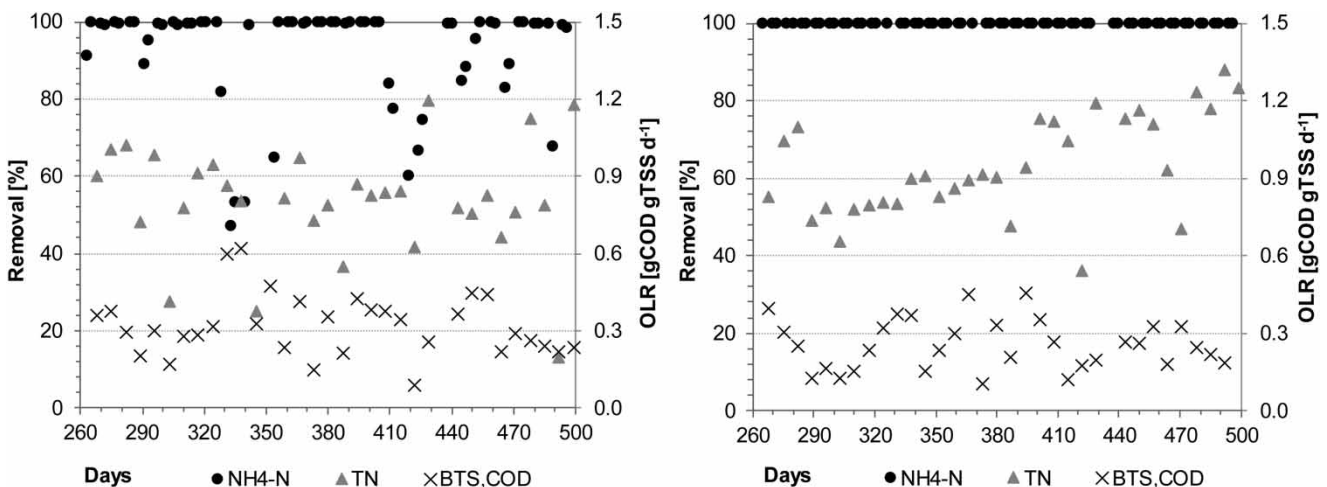 Removal [%]
100
80
60
40
20
0
1.5
1.2
0.9
0.6
0.3
0.0
OLR [gCOD gTSS d-1]
260 290 320 350 380 410 440 470 500
Days
NH4-N
TN
BTS,COD
Removal [%]
100
80
60
40
20
0
1.5
1.2
0.9
0.6
0.3
0.0
OLR [gCOD gTSS d-1]
260 290 320 350 380 410 440 470 500
Days
NH4-N
TN
BTS,COD